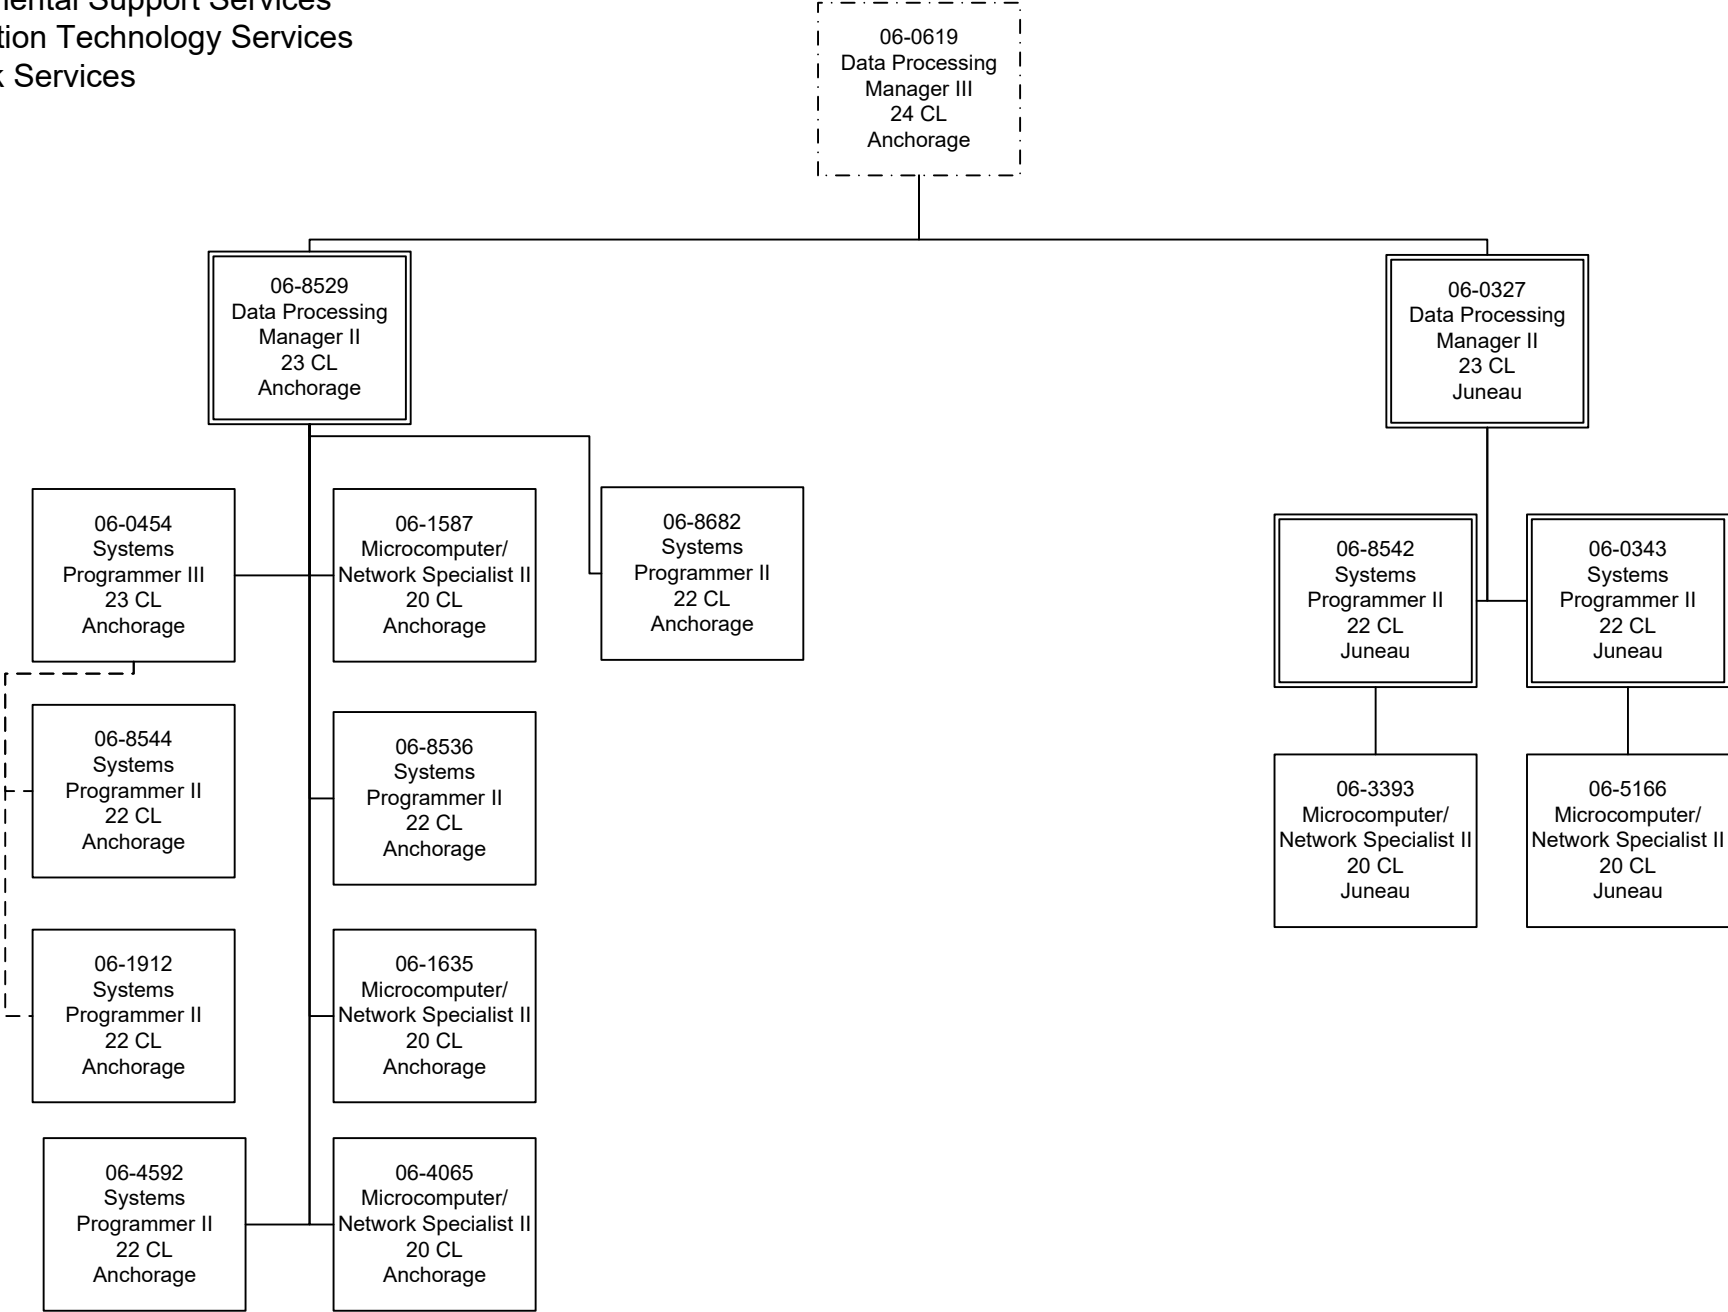 Support Services
Technology Services
Services
06-0619
Data Processing
Manager III
24 CL
Anchorage
06-8529
Data Processing
Manager II
23 CL
Anchorage
06-0327
Data Processing
Manager II
23 CL
Juneau
06-0454
Systems
Programmer III
23 CL
Anchorage
06-1587
Microcomputer/
Network Specialist II
20 CL
Anchorage
06-8682
Systems
Programmer II
22 CL
Anchorage
06-8542
Systems
Programmer II
22 CL
Juneau
06-0343
Systems
Programmer II
22 CL
Juneau
06-8544
Systems
Programmer II
22 CL
Anchorage
06-8536
Systems
Programmer II
22 CL
Anchorage
06-3393
Microcomputer/
Network Specialist II
20 CL
Juneau
06-5166
Microcomputer/
Network Specialist II
20 CL
Juneau
06-1912
Systems
Programmer II
22 CL
Anchorage
06-1635
Microcomputer/
Network Specialist II
20 CL
Anchorage
06-4592
Systems
Programmer II
22 CL
Anchorage
06-4065
Microcomputer/
Network Specialist II
20 CL
Anchorage